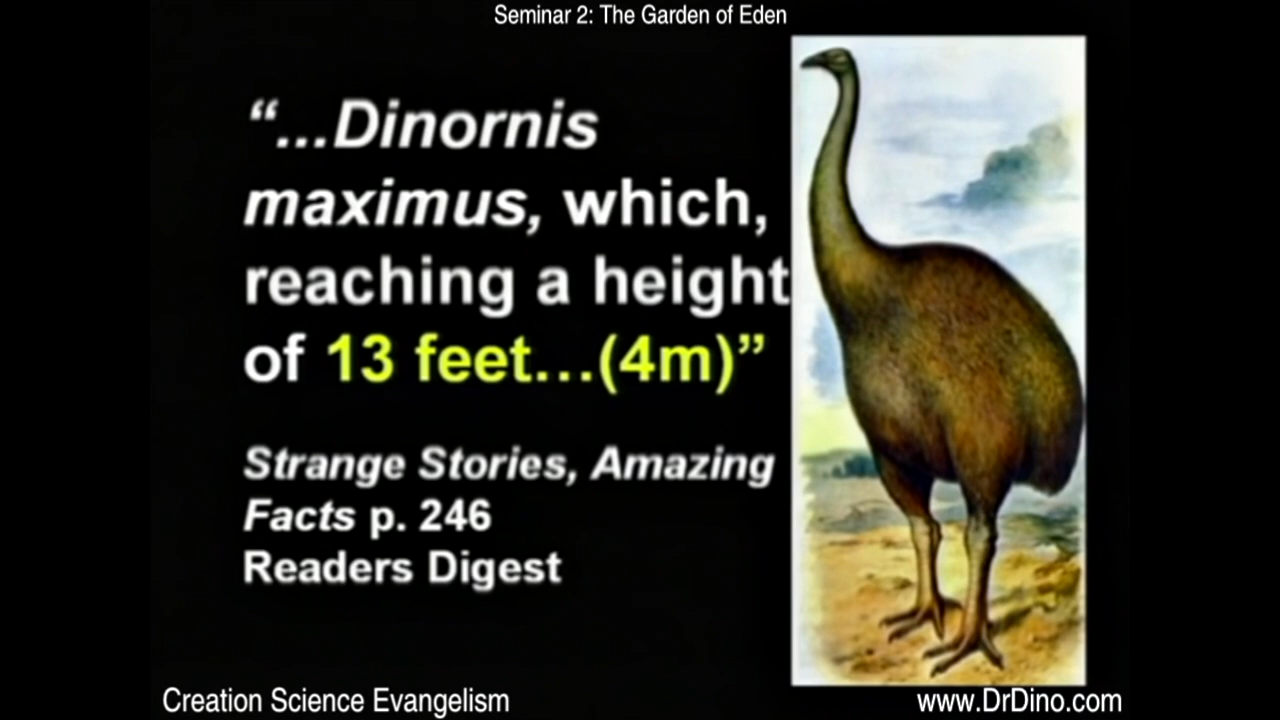 Seminar 2: The Garden of Eden
“...Dinornis
maximus, which,
reaching a height
of 13 feet...(4m)”
Strange Stories, Amazing
Facts p. 246
Readers Digest
Creation Science Evangelism
www.DrDino.com